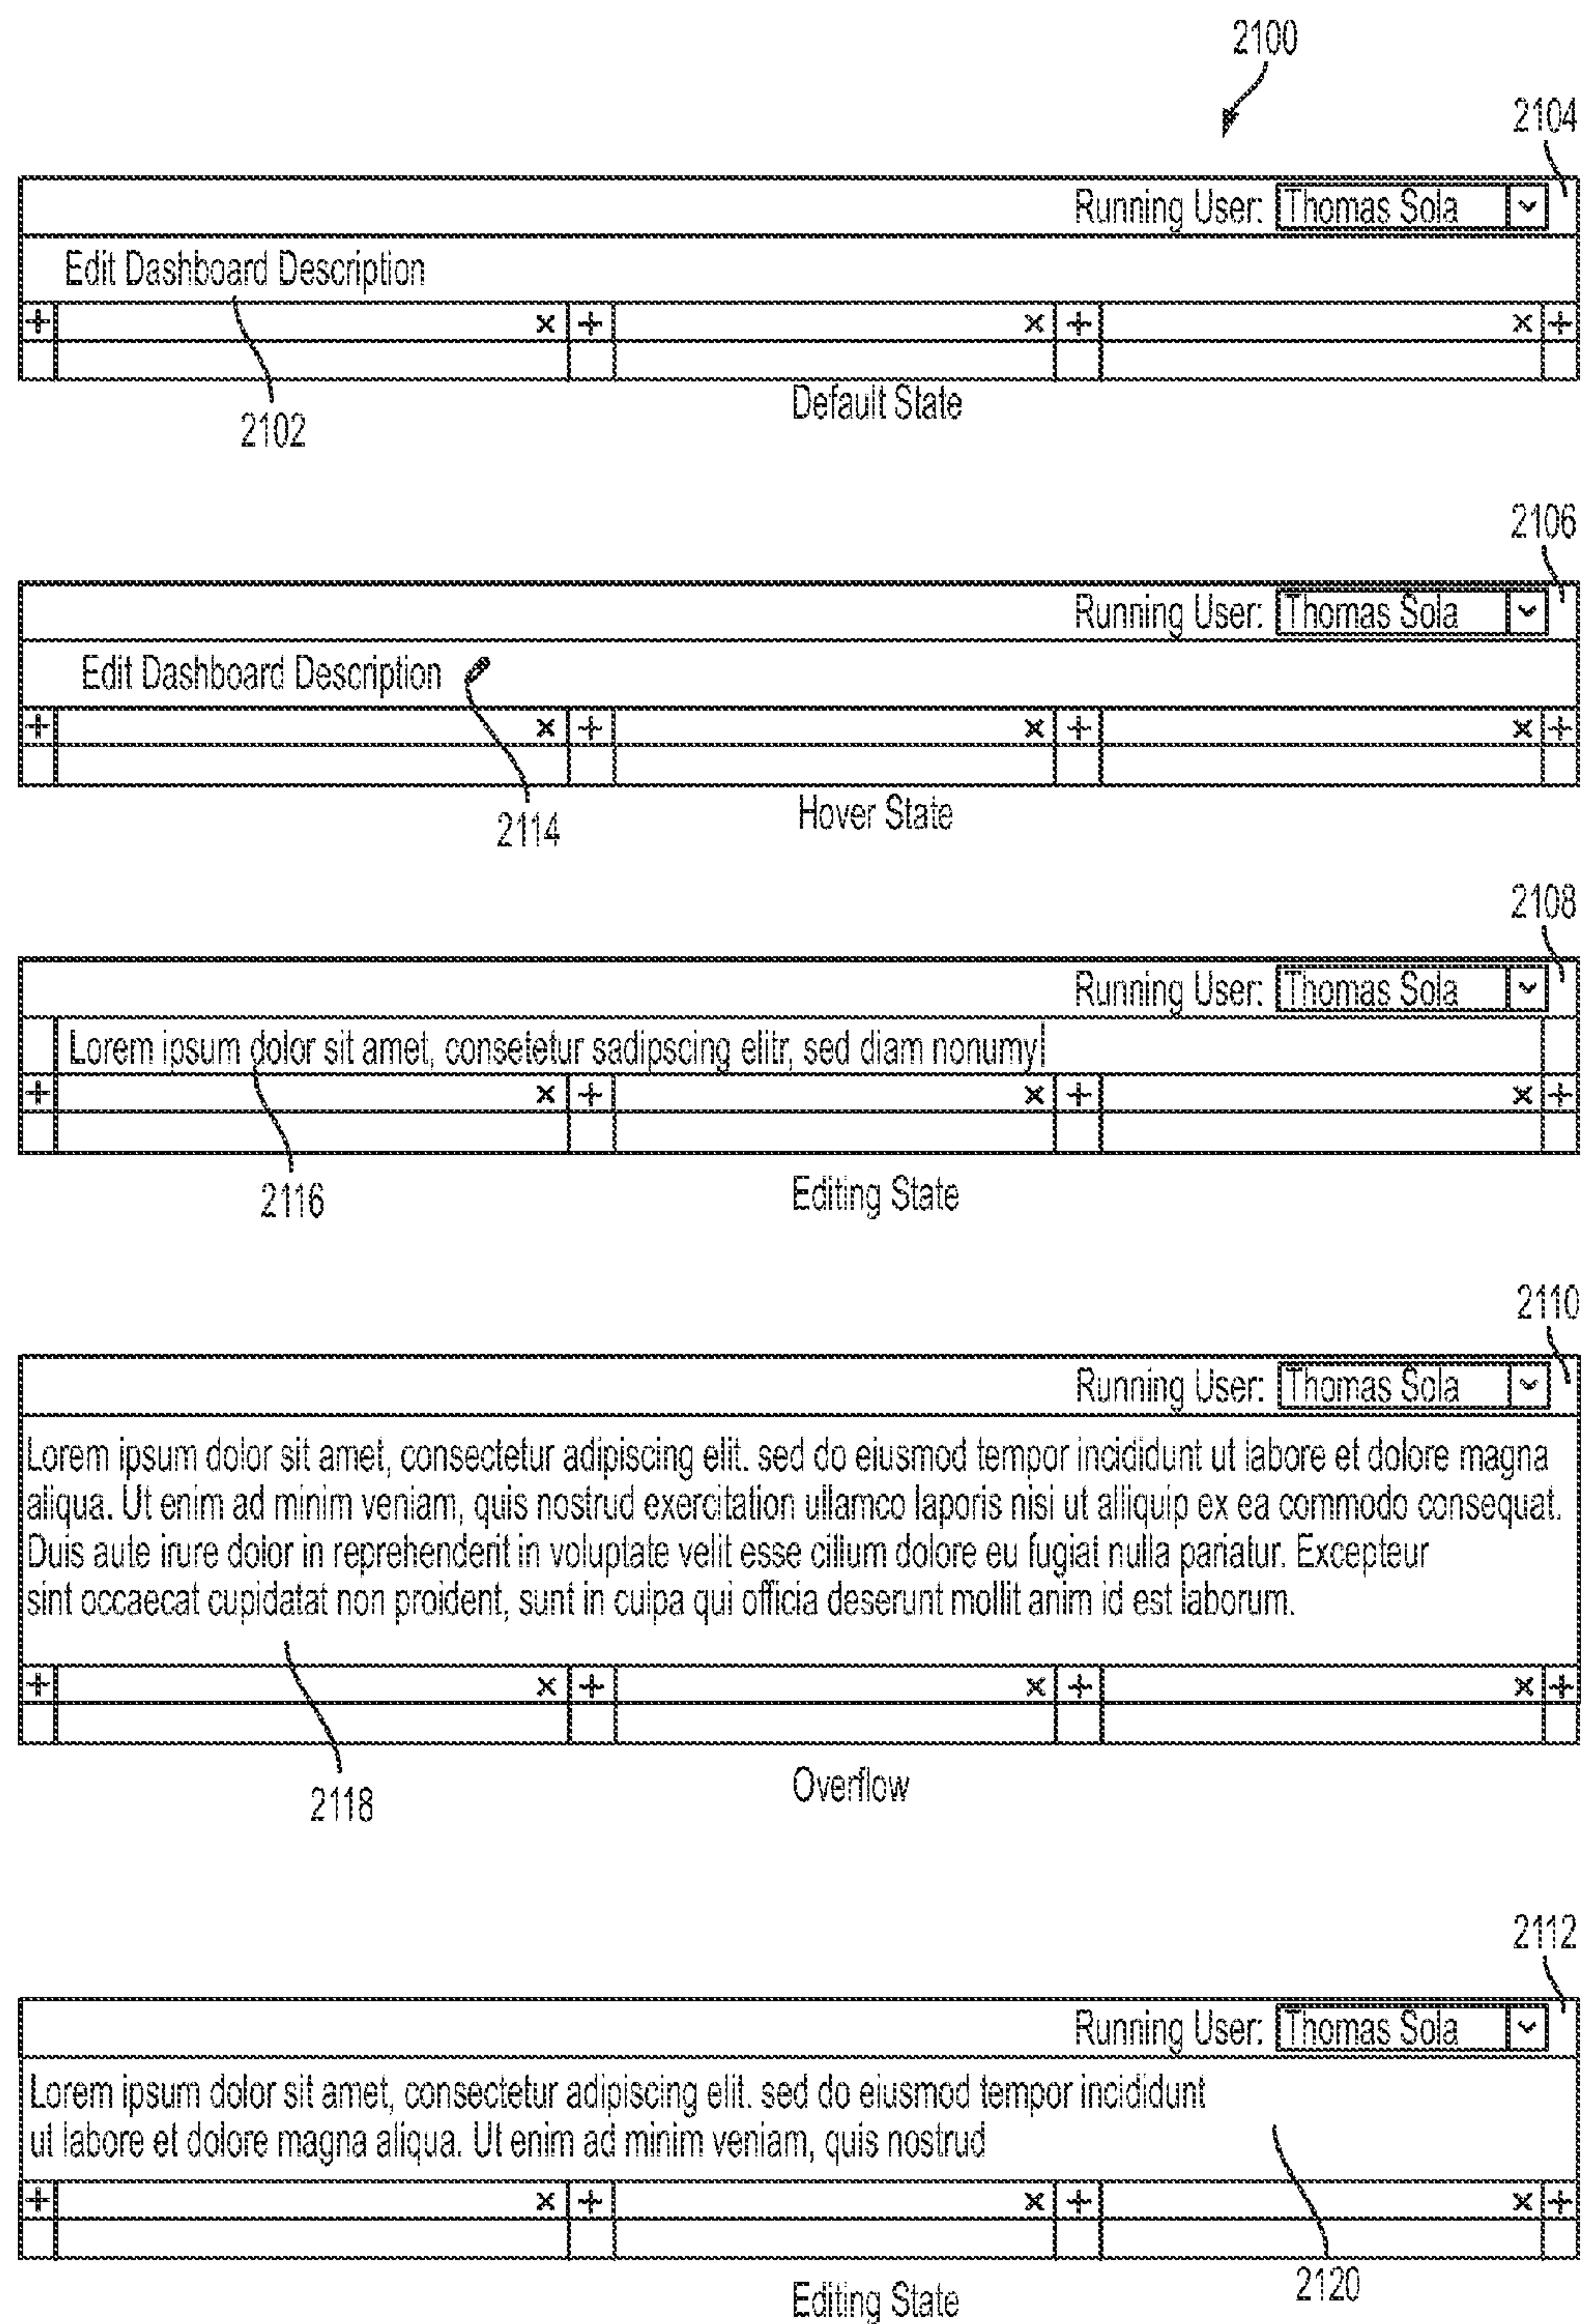 2100
2104
Running User: Thomas Sola
Edit Dashboard Description
+ x + x + x +
Default State
2102
2106
Running User: Thomas Sola
Edit Dashboard Description
+ x + x + x +
Hover State
2114
2108
Running User: Thomas Sola
Lorem ipsum dolor sit amet, consetetur sadipscing elitr, sed diam nonumy
+ x + x + x +
2116
Editing State
2110
Running User: Thomas Sola
Lorem ipsum dolor sit amet, consectetur adipiscing elit. sed do eiusmod tempor incididunt ut labore et dolore magna
aliqua. Ut enim ad minim veniam, quis nostrud exercitation ullamco laporis nisi ut alliquip ex ea commodo consequat.
Duis aute irure dolor in reprehenderit in voluptate velit esse cillum dolore eu fugiat nulla pariatur. Excepteur
sint occaecat cupidatat non proident, sunt in culpa qui officia deserunt mollit anim id est laborum.
+ x + x + x +
Overflow
2118
2112
Running User: Thomas Sola
Lorem ipsum dolor sit amet, consectetur adipiscing elit. sed do eiusmod tempor incididunt
ut labore et dolore magna aliqua. Ut enim ad minim veniam, quis nostrud
+ x + x + x +
2120
Editing State